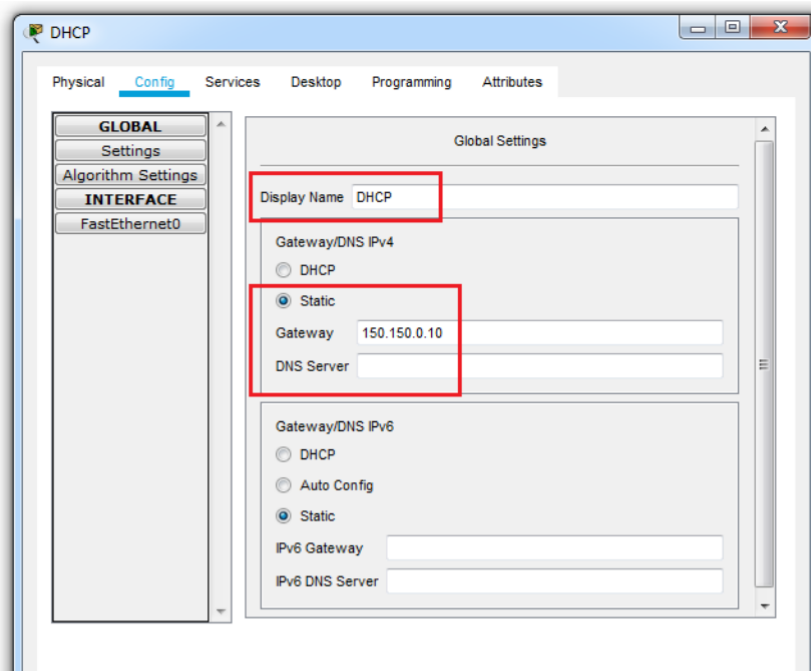 DHCP
Physical Config Services Desktop Programming Attributes
GLOBAL
Settings
Algorithm Settings
INTERFACE
FastEthernet0
Global Settings
Display Name DHCP
Gateway/DNS IPv4
DHCP
Static
Gateway 150.150.0.10
DNS Server
Gateway/DNS IPv6
DHCP
Auto Config
Static
IPv6 Gateway
IPv6 DNS Server